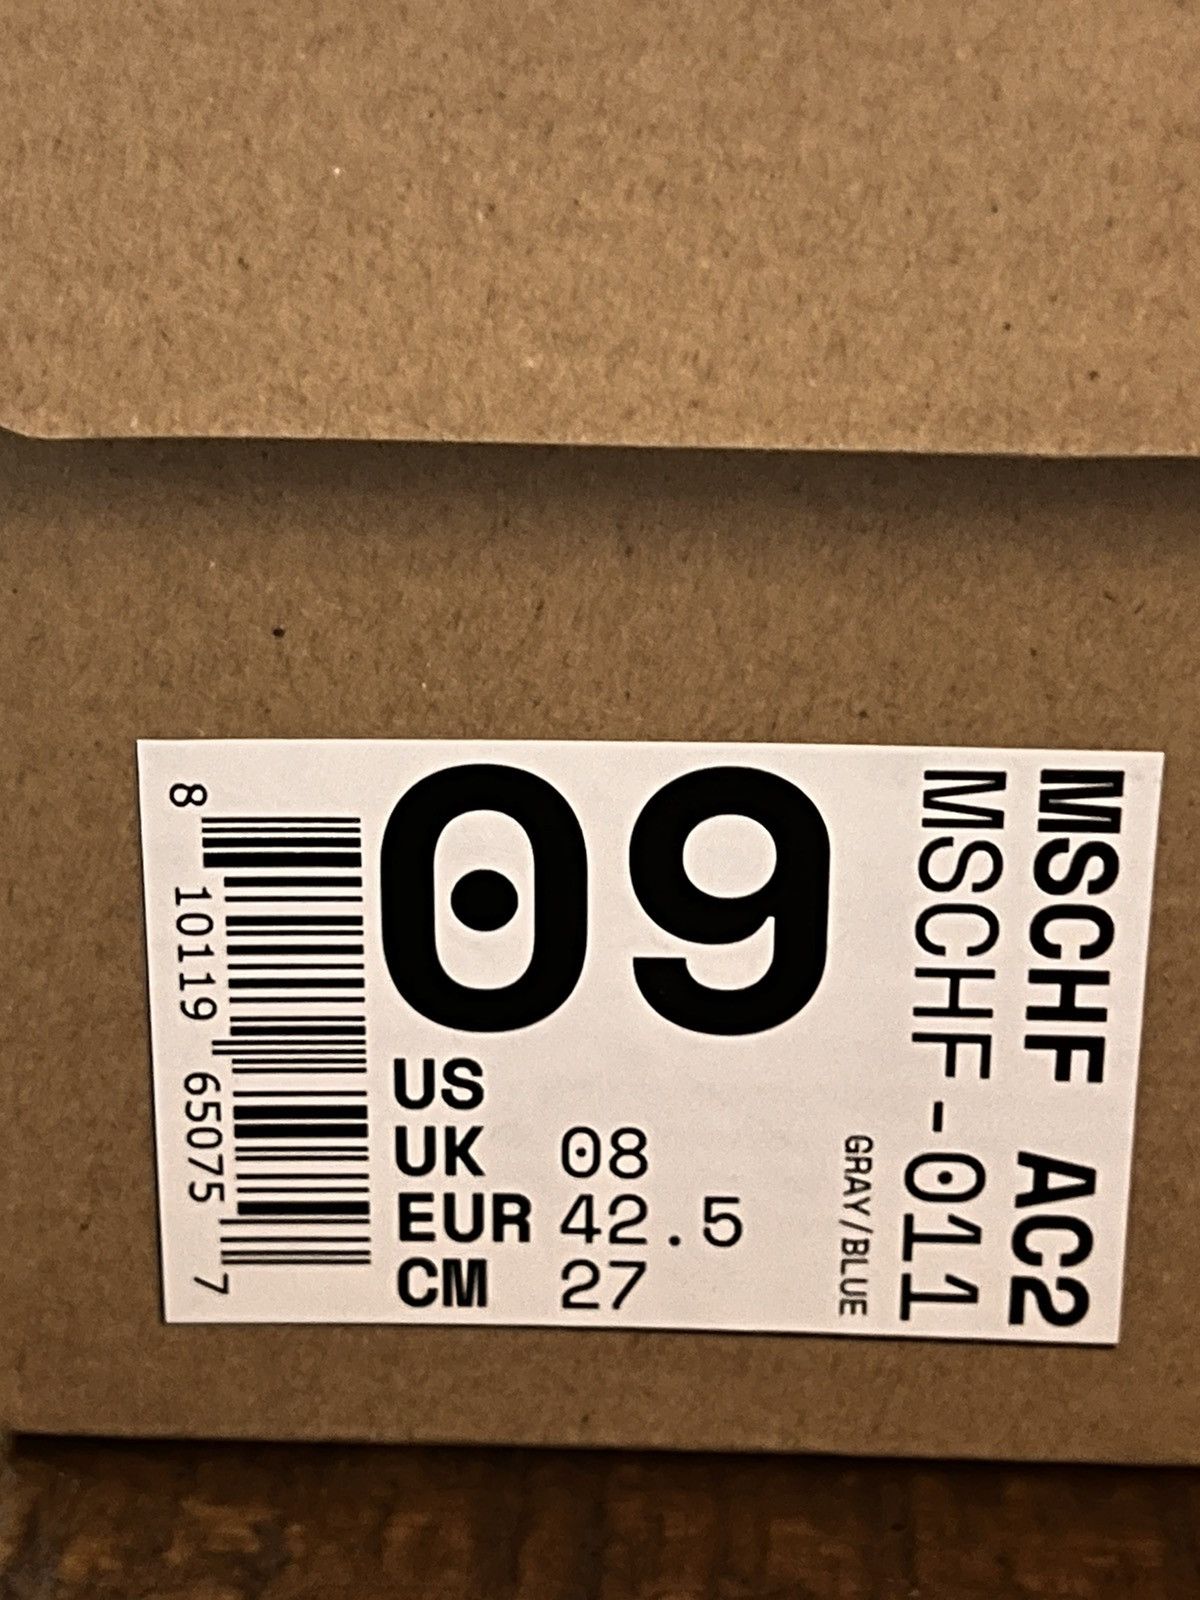 8 10119 65075 7
09
US
UK 08
EUR 42.5
CM 27
MSCHF AC2
MSCHF-011
GRAY/BLUE